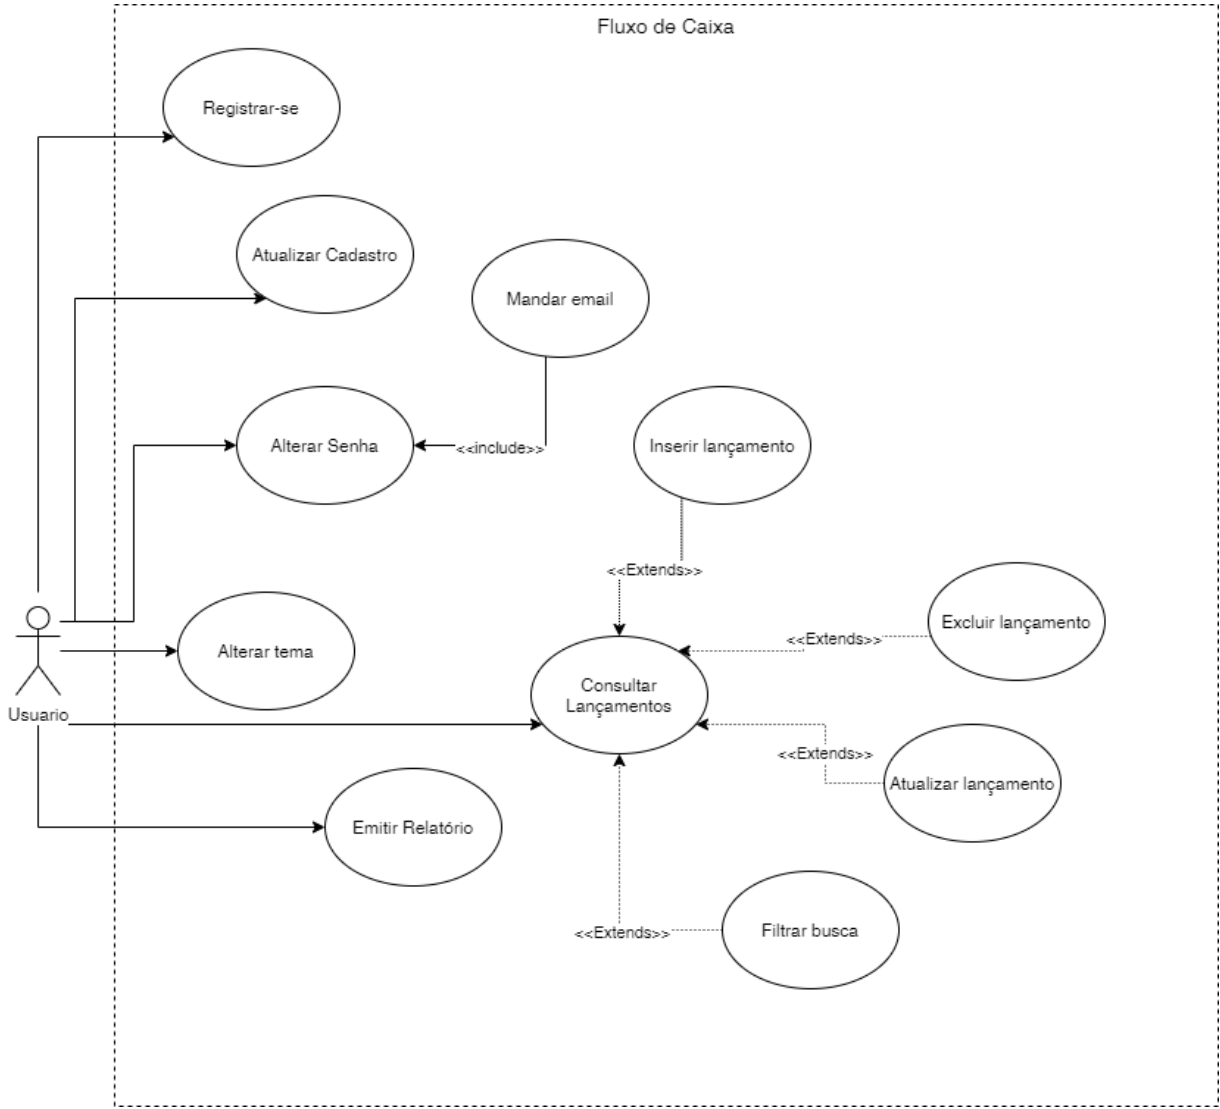 Fluxo de Caixa
Registrar-se
Atualizar Cadastro
Mandar email
Alterar Senha
<<include>>
Inserir lançamento
<<Extends>>
Excluir lançamento
<<Extends>>
Alterar tema
Consultar
Lançamentos
Usuario
<<Extends>>
Atualizar lançamento
Emitir Relatório
<<Extends>>
Filtrar busca